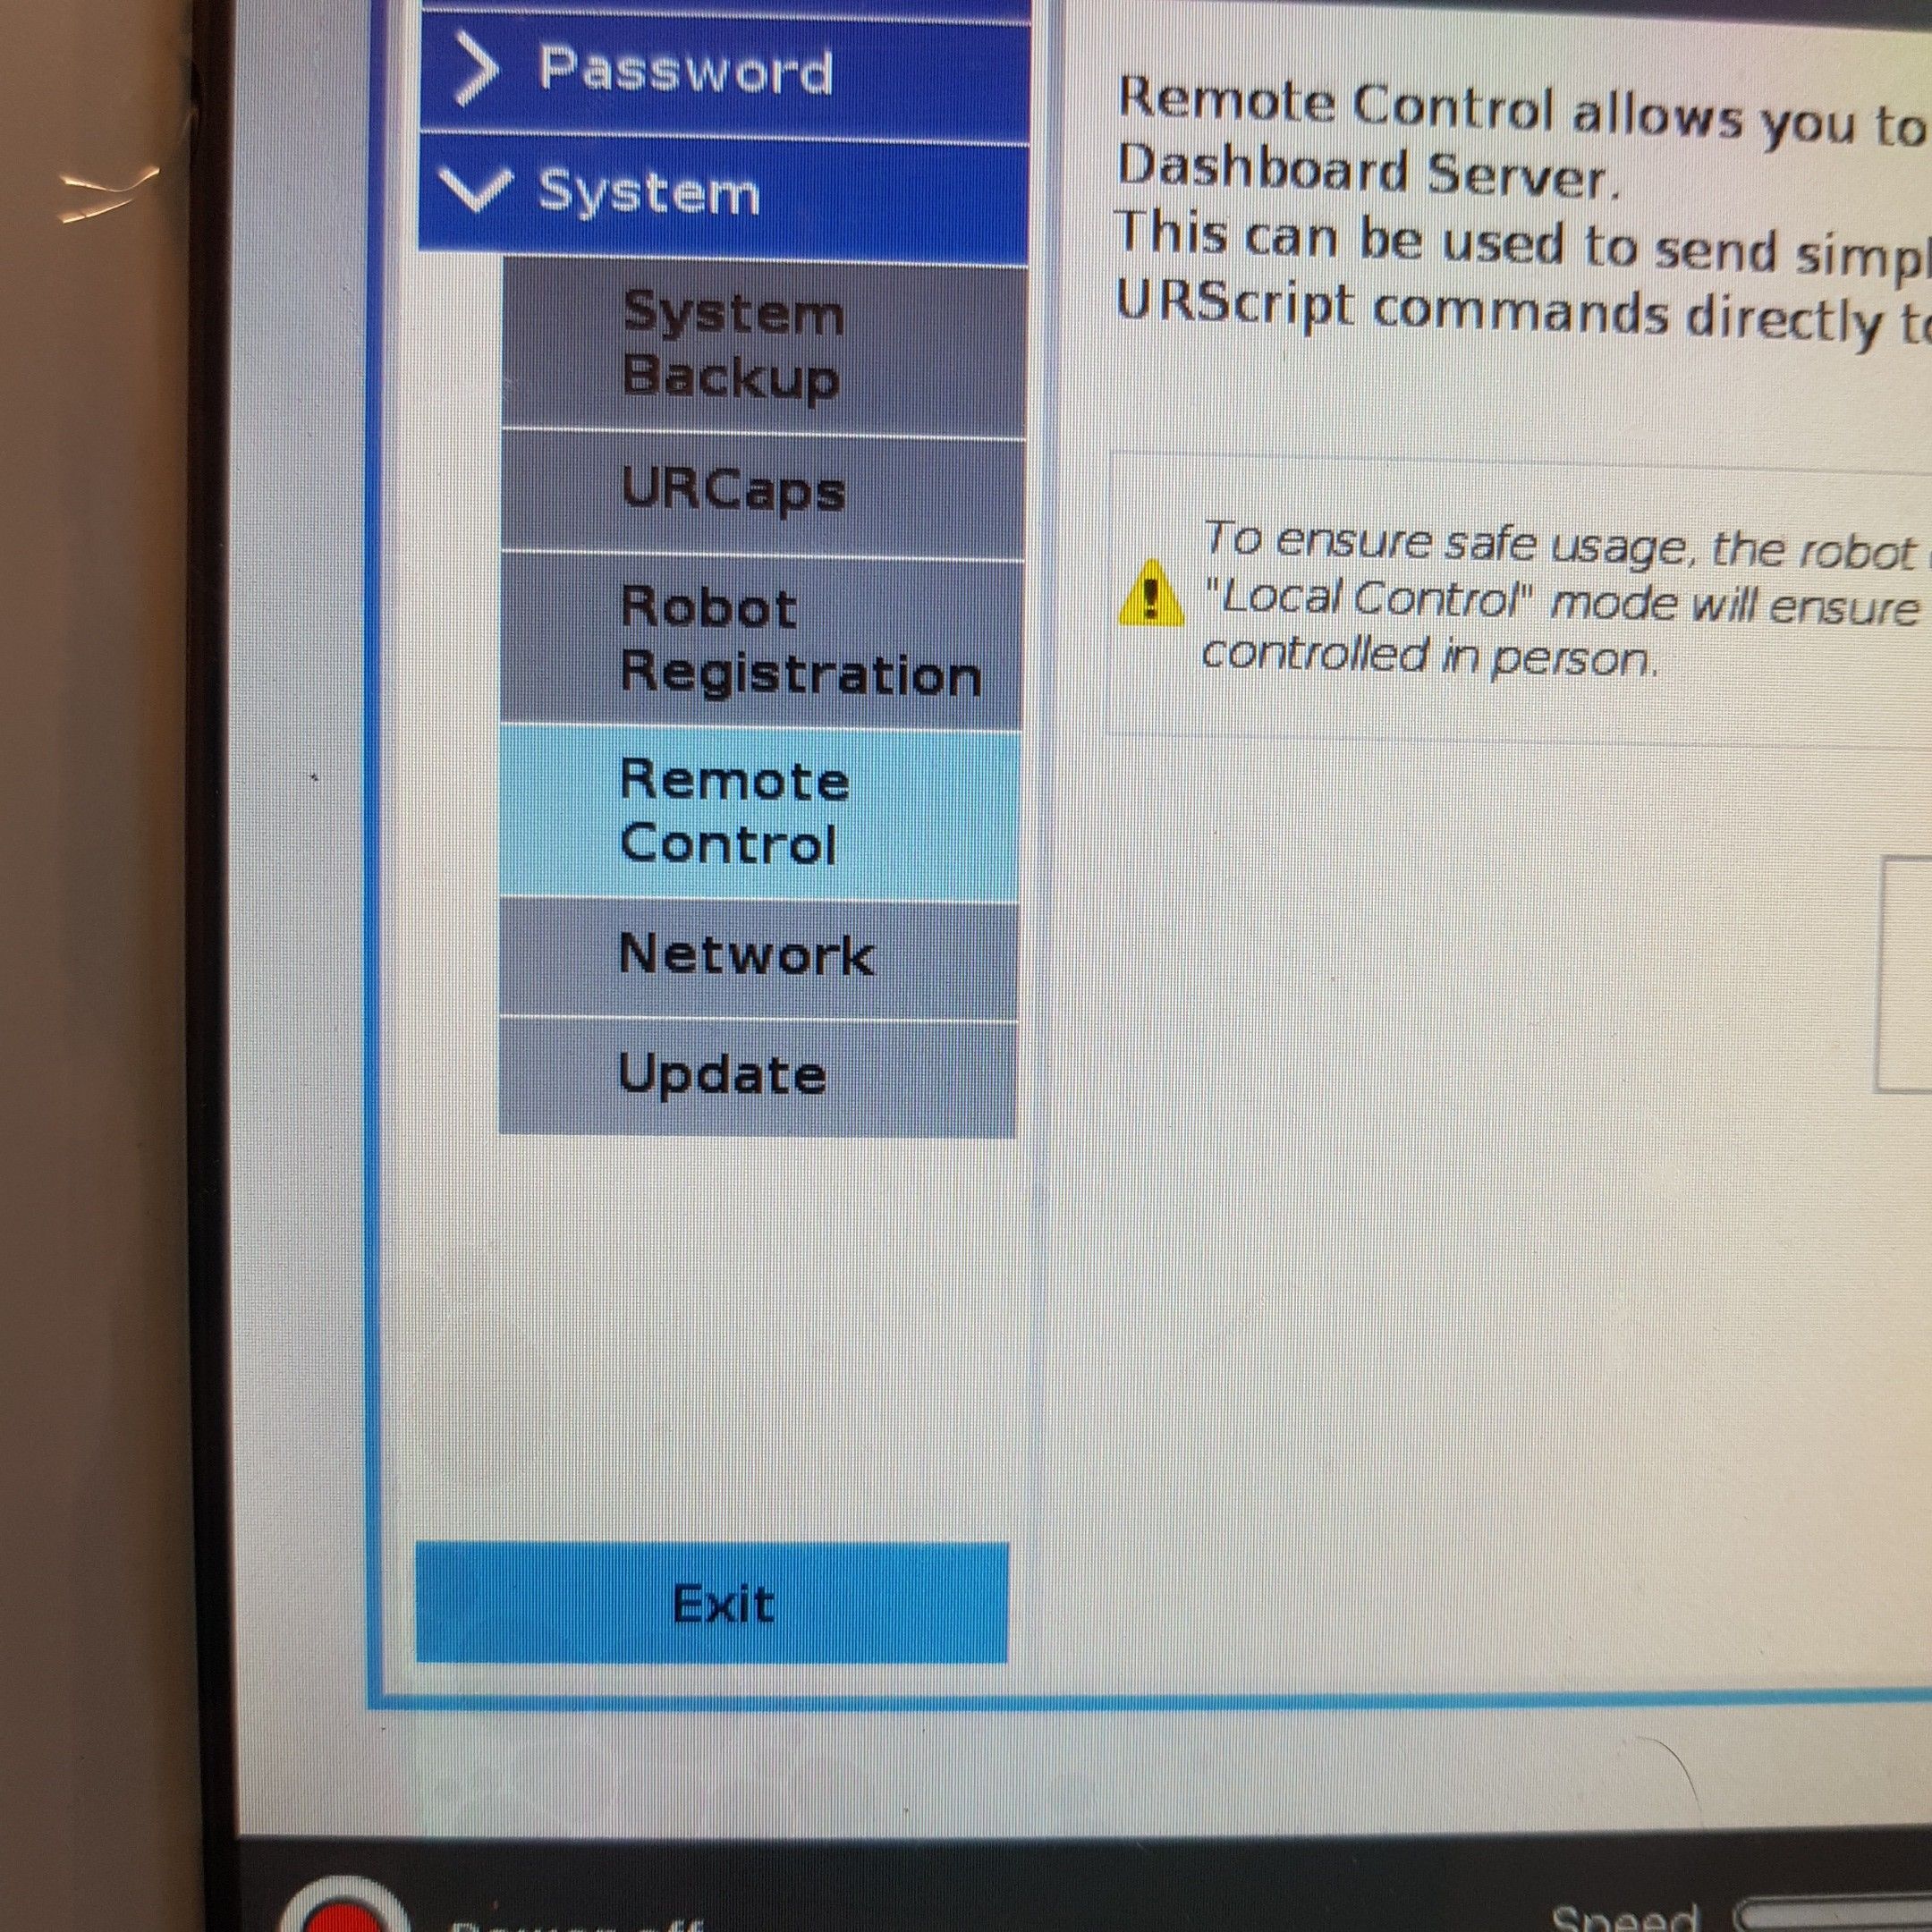 Password
System
System
Backup
URCaps
Robot
Registration
Remote
Control
Network
Update
Exit
Remote Control allows you to
Dashboard Server.
This can be used to send
URScript commands directly
To ensure safe usage, the robot
"Local Control" mode will ensure
controlled in person.
Speed